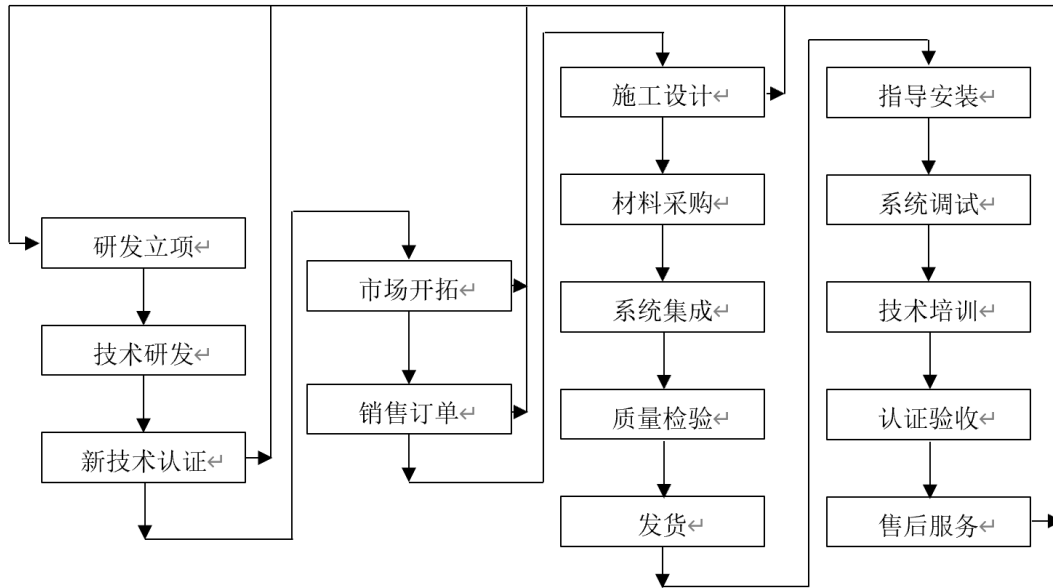 研发立项
技术研发
新技术认证
市场开拓
销售订单
施工设计
材料采购
系统集成
质量检验
发货
指导安装
系统调试
技术培训
认证验收
售后服务